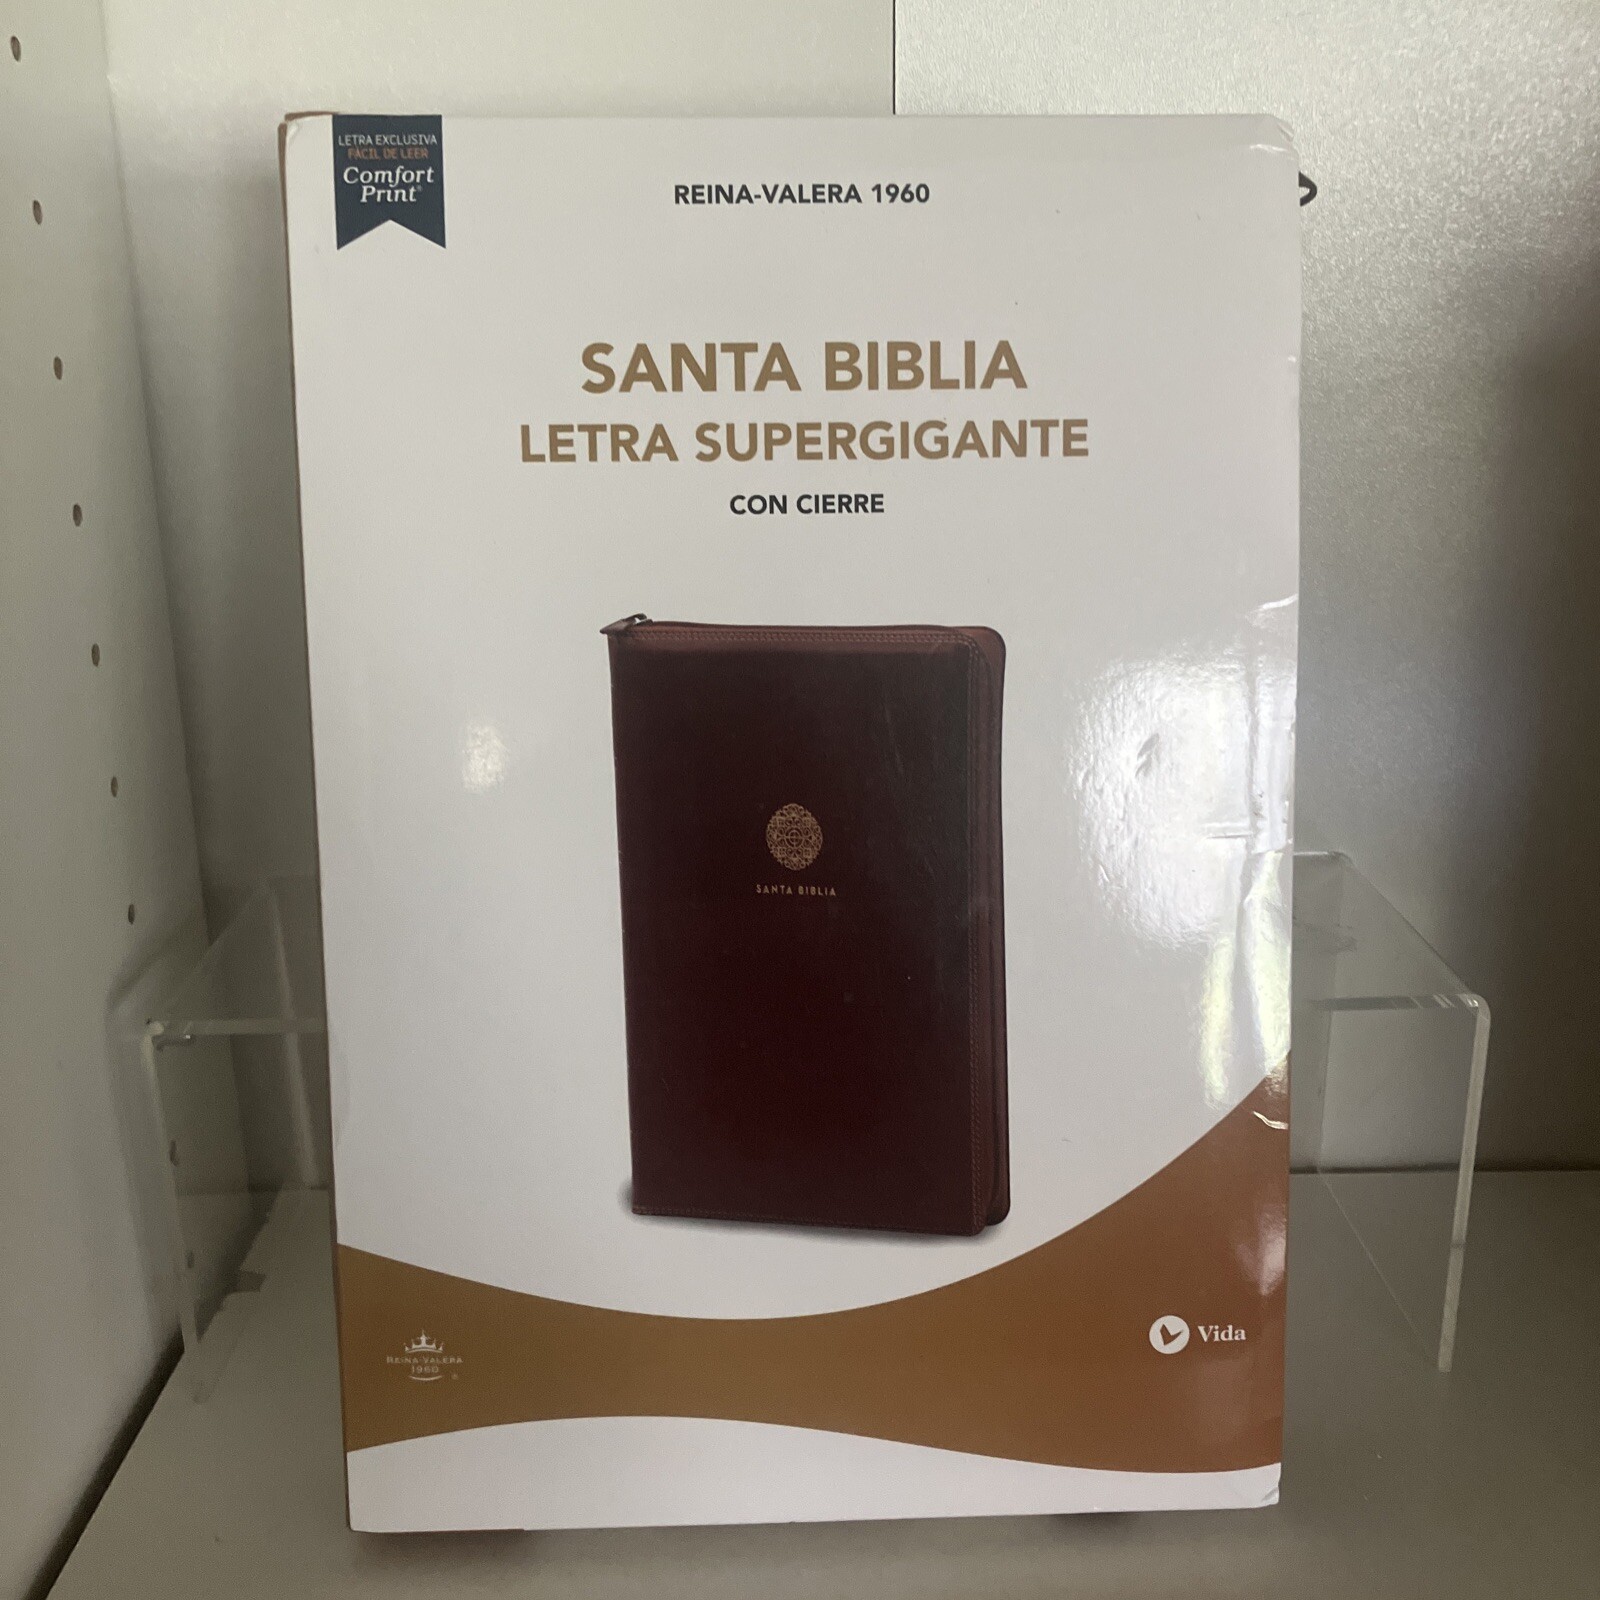 LETRA EXCLUSIVA
FÁCIL DE LEER
Comfort
Print®
REINA-VALERA 1960
SANTA BIBLIA
LETRA SUPERGIGANTE
CON CIERRE
SANTA BIBLIA
REINA-VALERA
1960
®
Vida